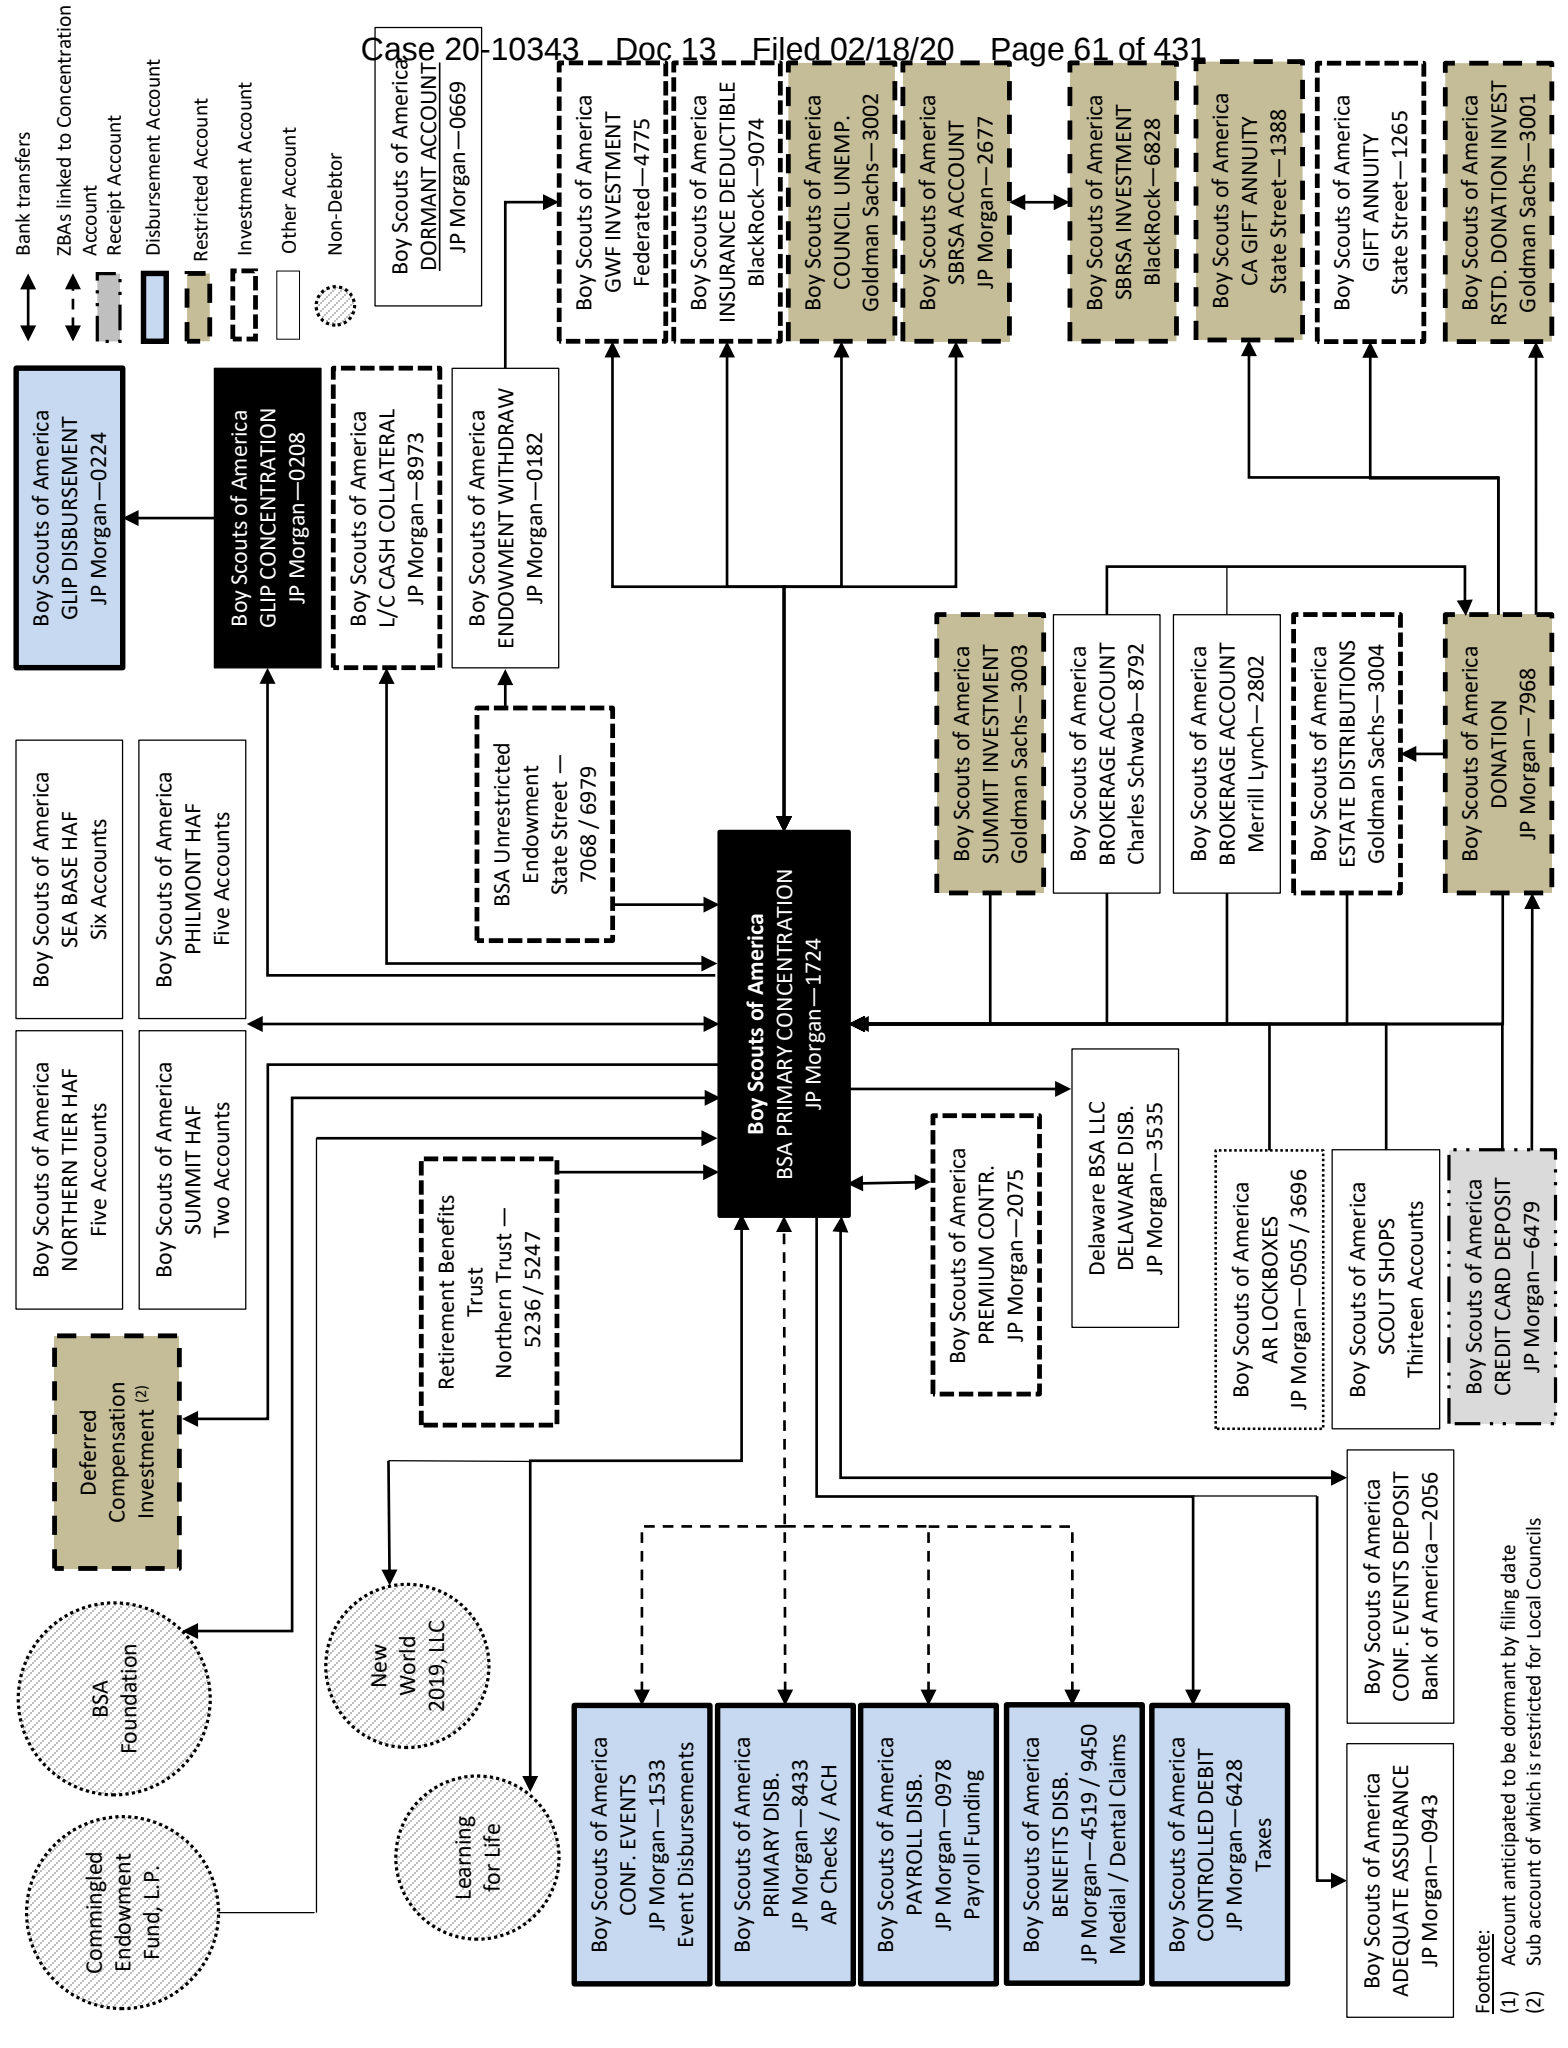 Case 20-10343 Doc 13 Filed 02/18/20 Page 61 of 431
Commingled
Endowment
Fund, L.P.
BSA
Foundation
Deferred
Compensation
Investment (2)
Boy Scouts of America
NORTHERN TIER HAF
Five Accounts
Boy Scouts of America
SEA BASE HAF
Six Accounts
Boy Scouts of America
SUMMIT HAF
Two Accounts
Boy Scouts of America
PHILMONT HAF
Five Accounts
Boy Scouts of America
GLIP DISBURSEMENT
JP Morgan—0224
Boy Scouts of America
GLIP CONCENTRATION
JP Morgan—0208
Boy Scouts of America
L/C CASH COLLATERAL
JP Morgan—8973
Boy Scouts of America
ENDOWMENT WITHDRAW
JP Morgan—0182
Bank transfers
ZBAs linked to Concentration
Account
Receipt Account
Disbursement Account
Restricted Account
Investment Account
Other Account
Non-Debtor
Boy Scouts of America
DORMANT ACCOUNT
JP Morgan—0669
Learning
for Life
New
World
2019, LLC
Retirement Benefits
Trust
Northern Trust —
5236 / 5247
BSA Unrestricted
Endowment
State Street —
7068 / 6979
Boy Scouts of America
GWF INVESTMENT
Federated—4775
Boy Scouts of America
INSURANCE DEDUCTIBLE
BlackRock—9074
Boy Scouts of America
COUNCIL UNEMP.
Goldman Sachs—3002
Boy Scouts of America
SBRSA ACCOUNT
JP Morgan—2677
Boy Scouts of America
SBRSA INVESTMENT
BlackRock—6828
Boy Scouts of America
CA GIFT ANNUITY
State Street—1388
Boy Scouts of America
GIFT ANNUITY
State Street—1265
Boy Scouts of America
RSTD. DONATION INVEST
Goldman Sachs—3001
Boy Scouts of America
BSA PRIMARY CONCENTRATION
JP Morgan—1724
Boy Scouts of America
CONF. EVENTS
JP Morgan—1533
Event Disbursements
Boy Scouts of America
PRIMARY DISB.
JP Morgan—8433
AP Checks / ACH
Boy Scouts of America
PAYROLL DISB.
JP Morgan—0978
Payroll Funding
Boy Scouts of America
BENEFITS DISB.
JP Morgan—4519 / 9450
Medial / Dental Claims
Boy Scouts of America
CONTROLLED DEBIT
JP Morgan—6428
Taxes
Boy Scouts of America
PREMIUM CONTR.
JP Morgan—2075
Delaware BSA LLC
DELAWARE DISB.
JP Morgan—3535
Boy Scouts of America
SUMMIT INVESTMENT
Goldman Sachs—3003
Boy Scouts of America
BROKERAGE ACCOUNT
Charles Schwab—8792
Boy Scouts of America
BROKERAGE ACCOUNT
Merrill Lynch—2802
Boy Scouts of America
ESTATE DISTRIBUTIONS
Goldman Sachs—3004
Boy Scouts of America
DONATION
JP Morgan—7968
Boy Scouts of America
AR LOCKBOXES
JP Morgan—0505 / 3696
Boy Scouts of America
SCOUT SHOPS
Thirteen Accounts
Boy Scouts of America
CREDIT CARD DEPOSIT
JP Morgan—6479
Boy Scouts of America
ADEQUATE ASSURANCE
JP Morgan—0943
Boy Scouts of America
CONF. EVENTS DEPOSIT
Bank of America—2056
Footnote:
(1) Account anticipated to be dormant by filing date
(2) Sub account of which is restricted for Local Councils